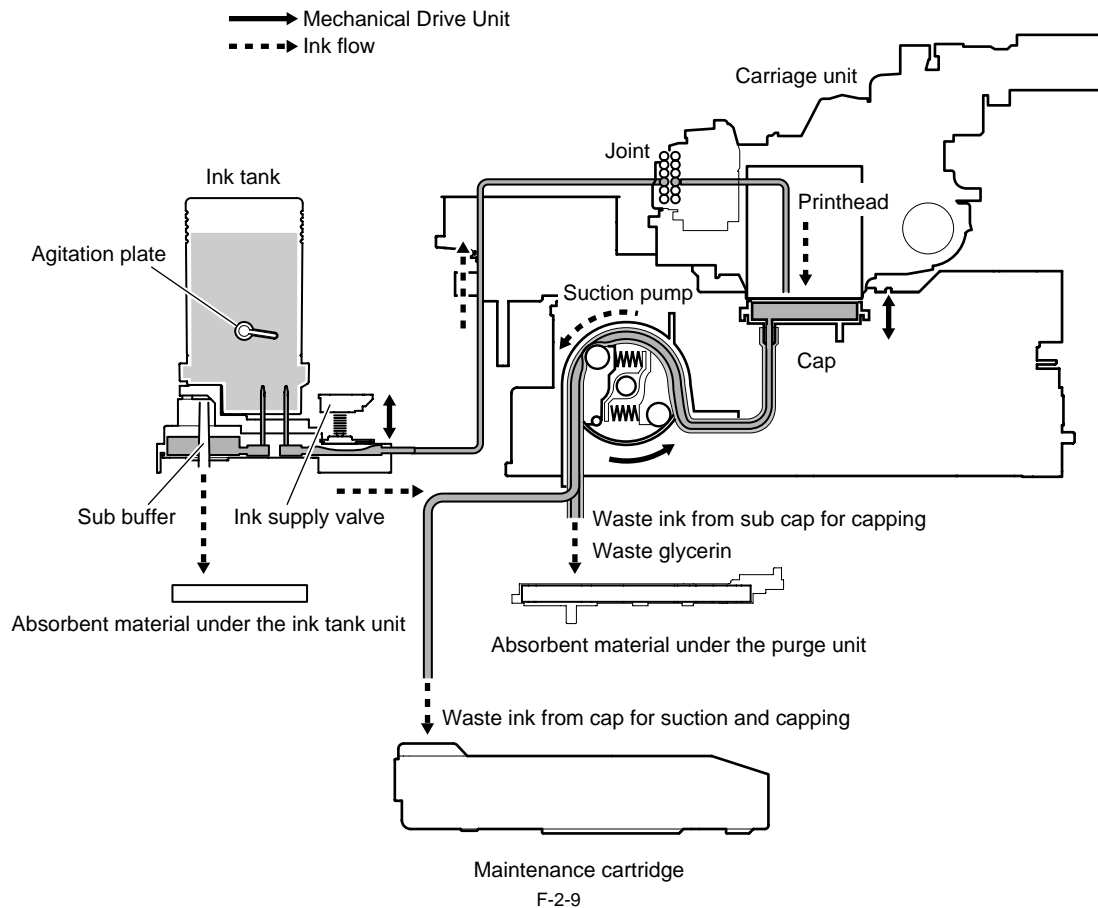 Mechanical Drive Unit
Ink flow
Carriage unit
Joint
Ink tank
Printhead
Agitation plate
Suction pump
Cap
Sub buffer
Ink supply valve
Waste ink from sub cap for capping
Waste glycerin
Absorbent material under the ink tank unit
Absorbent material under the purge unit
Waste ink from cap for suction and capping
Maintenance cartridge
F-2-9